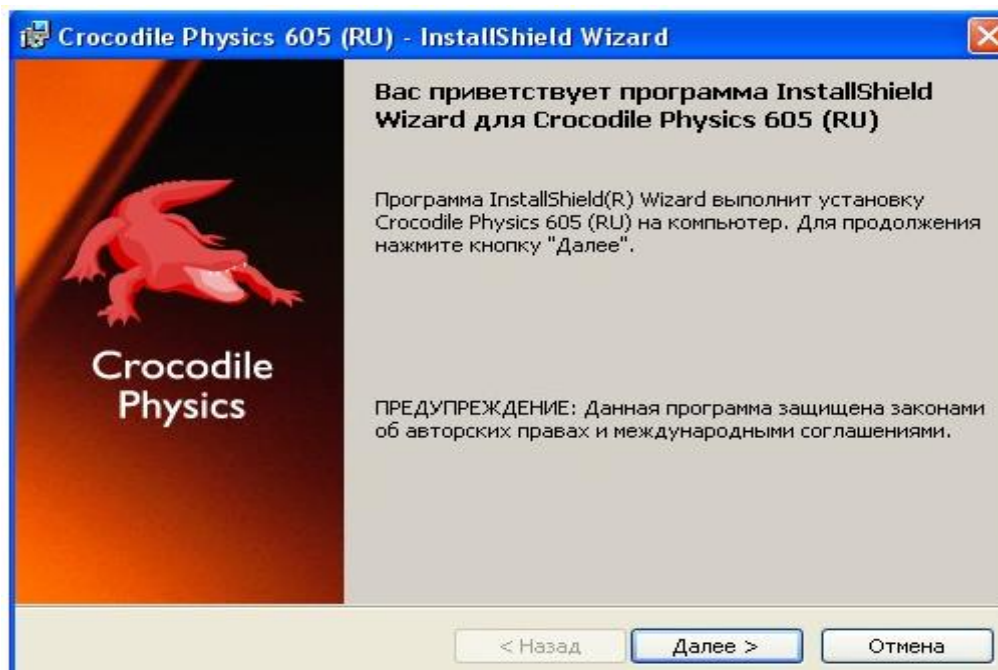 Crocodile Physics 605 (RU) - InstallShield Wizard
Вас приветствует программа InstallShield
Wizard для Crocodile Physics 605 (RU)
Программа InstallShield(R) Wizard выполнит установку
Crocodile Physics 605 (RU) на компьютер. Для продолжения
нажмите кнопку "Далее".
Crocodile
Physics
ПРЕДУПРЕЖДЕНИЕ: Данная программа защищена законами
об авторских правах и международными соглашениями.
< Назад
Далее >
Отмена